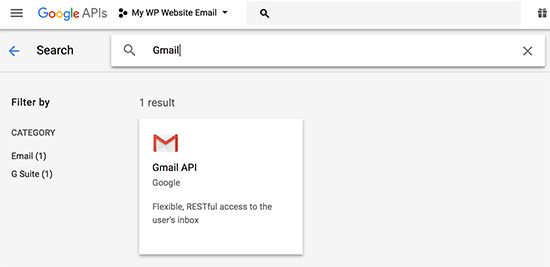 Google APIs My WP Website Email
Search Gmail
Filter by
1 result
CATEGORY
Email (1)
G Suite (1)
Gmail API
Google
Flexible, RESTful access to the
user's inbox